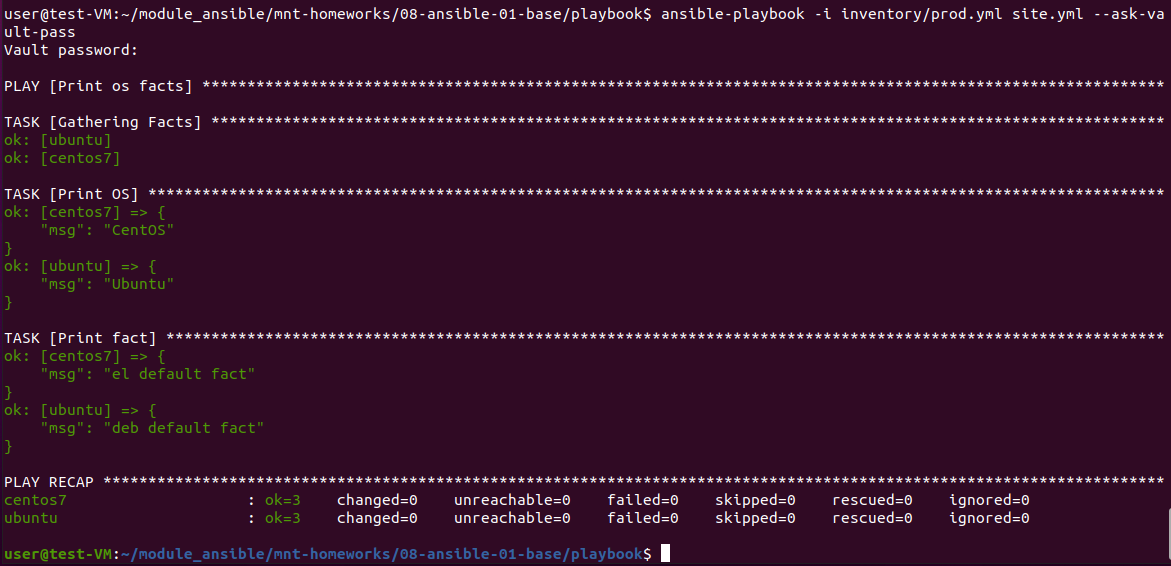 user@test-VM:~/module_ansible/mnt-homeworks/08-ansible-01-base/playbook$ ansible-playbook -i inventory/prod.yml site.yml --ask-va
ult-pass
Vault password:
PLAY [Print os facts] ***********************************************************************************************************
TASK [Gathering Facts] **********************************************************************************************************
ok: [ubuntu]
ok: [centos7]
TASK [Print OS] *****************************************************************************************************************
ok: [centos7] => {
    "msg": "CentOS"
}
ok: [ubuntu] => {
    "msg": "Ubuntu"
}
TASK [Print fact] ***************************************************************************************************************
ok: [centos7] => {
    "msg": "el default fact"
}
ok: [ubuntu] => {
    "msg": "deb default fact"
}
PLAY RECAP **********************************************************************************************************************
centos7                    : ok=3    changed=0    unreachable=0    failed=0    skipped=0    rescued=0    ignored=0
ubuntu                     : ok=3    changed=0    unreachable=0    failed=0    skipped=0    rescued=0    ignored=0
user@test-VM:~/module_ansible/mnt-homeworks/08-ansible-01-base/playbook$